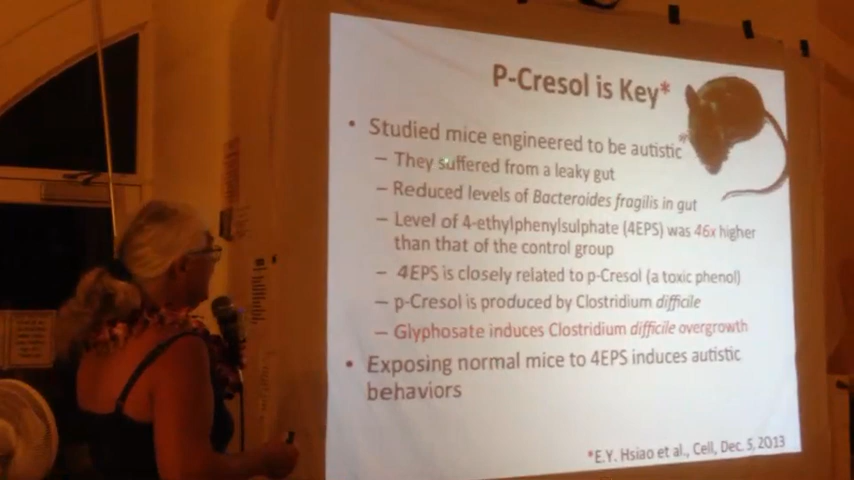 P-Cresol is Key*
• Studied mice engineered to be autistic
– They suffered from a leaky gut
– Reduced levels of Bacteroides fragilis in gut
– Level of 4-ethylphenylsulphate (4EPS) was 46x higher
than that of the control group
– 4EPS is closely related to p-Cresol (a toxic phenol)
– p-Cresol is produced by Clostridium difficile
– Glyphosate induces Clostridium difficile overgrowth
• Exposing normal mice to 4EPS induces autistic
behaviors
*E.Y. Hsiao et al., Cell, Dec. 5, 2013